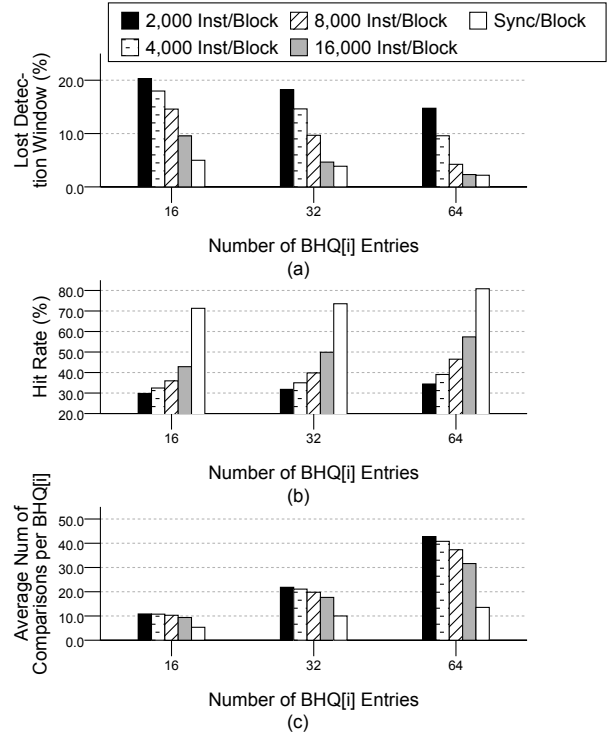 2,000 Inst/Block 8,000 Inst/Block Sync/Block
4,000 Inst/Block 16,000 Inst/Block
Lost Detec-
tion Window (%)
20.0
10.0
0.0
16 32 64
Number of BHQ[i] Entries
(a)
Hit Rate (%)
80.0
70.0
60.0
50.0
40.0
30.0
20.0
16 32 64
Number of BHQ[i] Entries
(b)
Average Num of
Comparisons per BHQ[i]
50.0
40.0
30.0
20.0
10.0
0.0
16 32 64
Number of BHQ[i] Entries
(c)